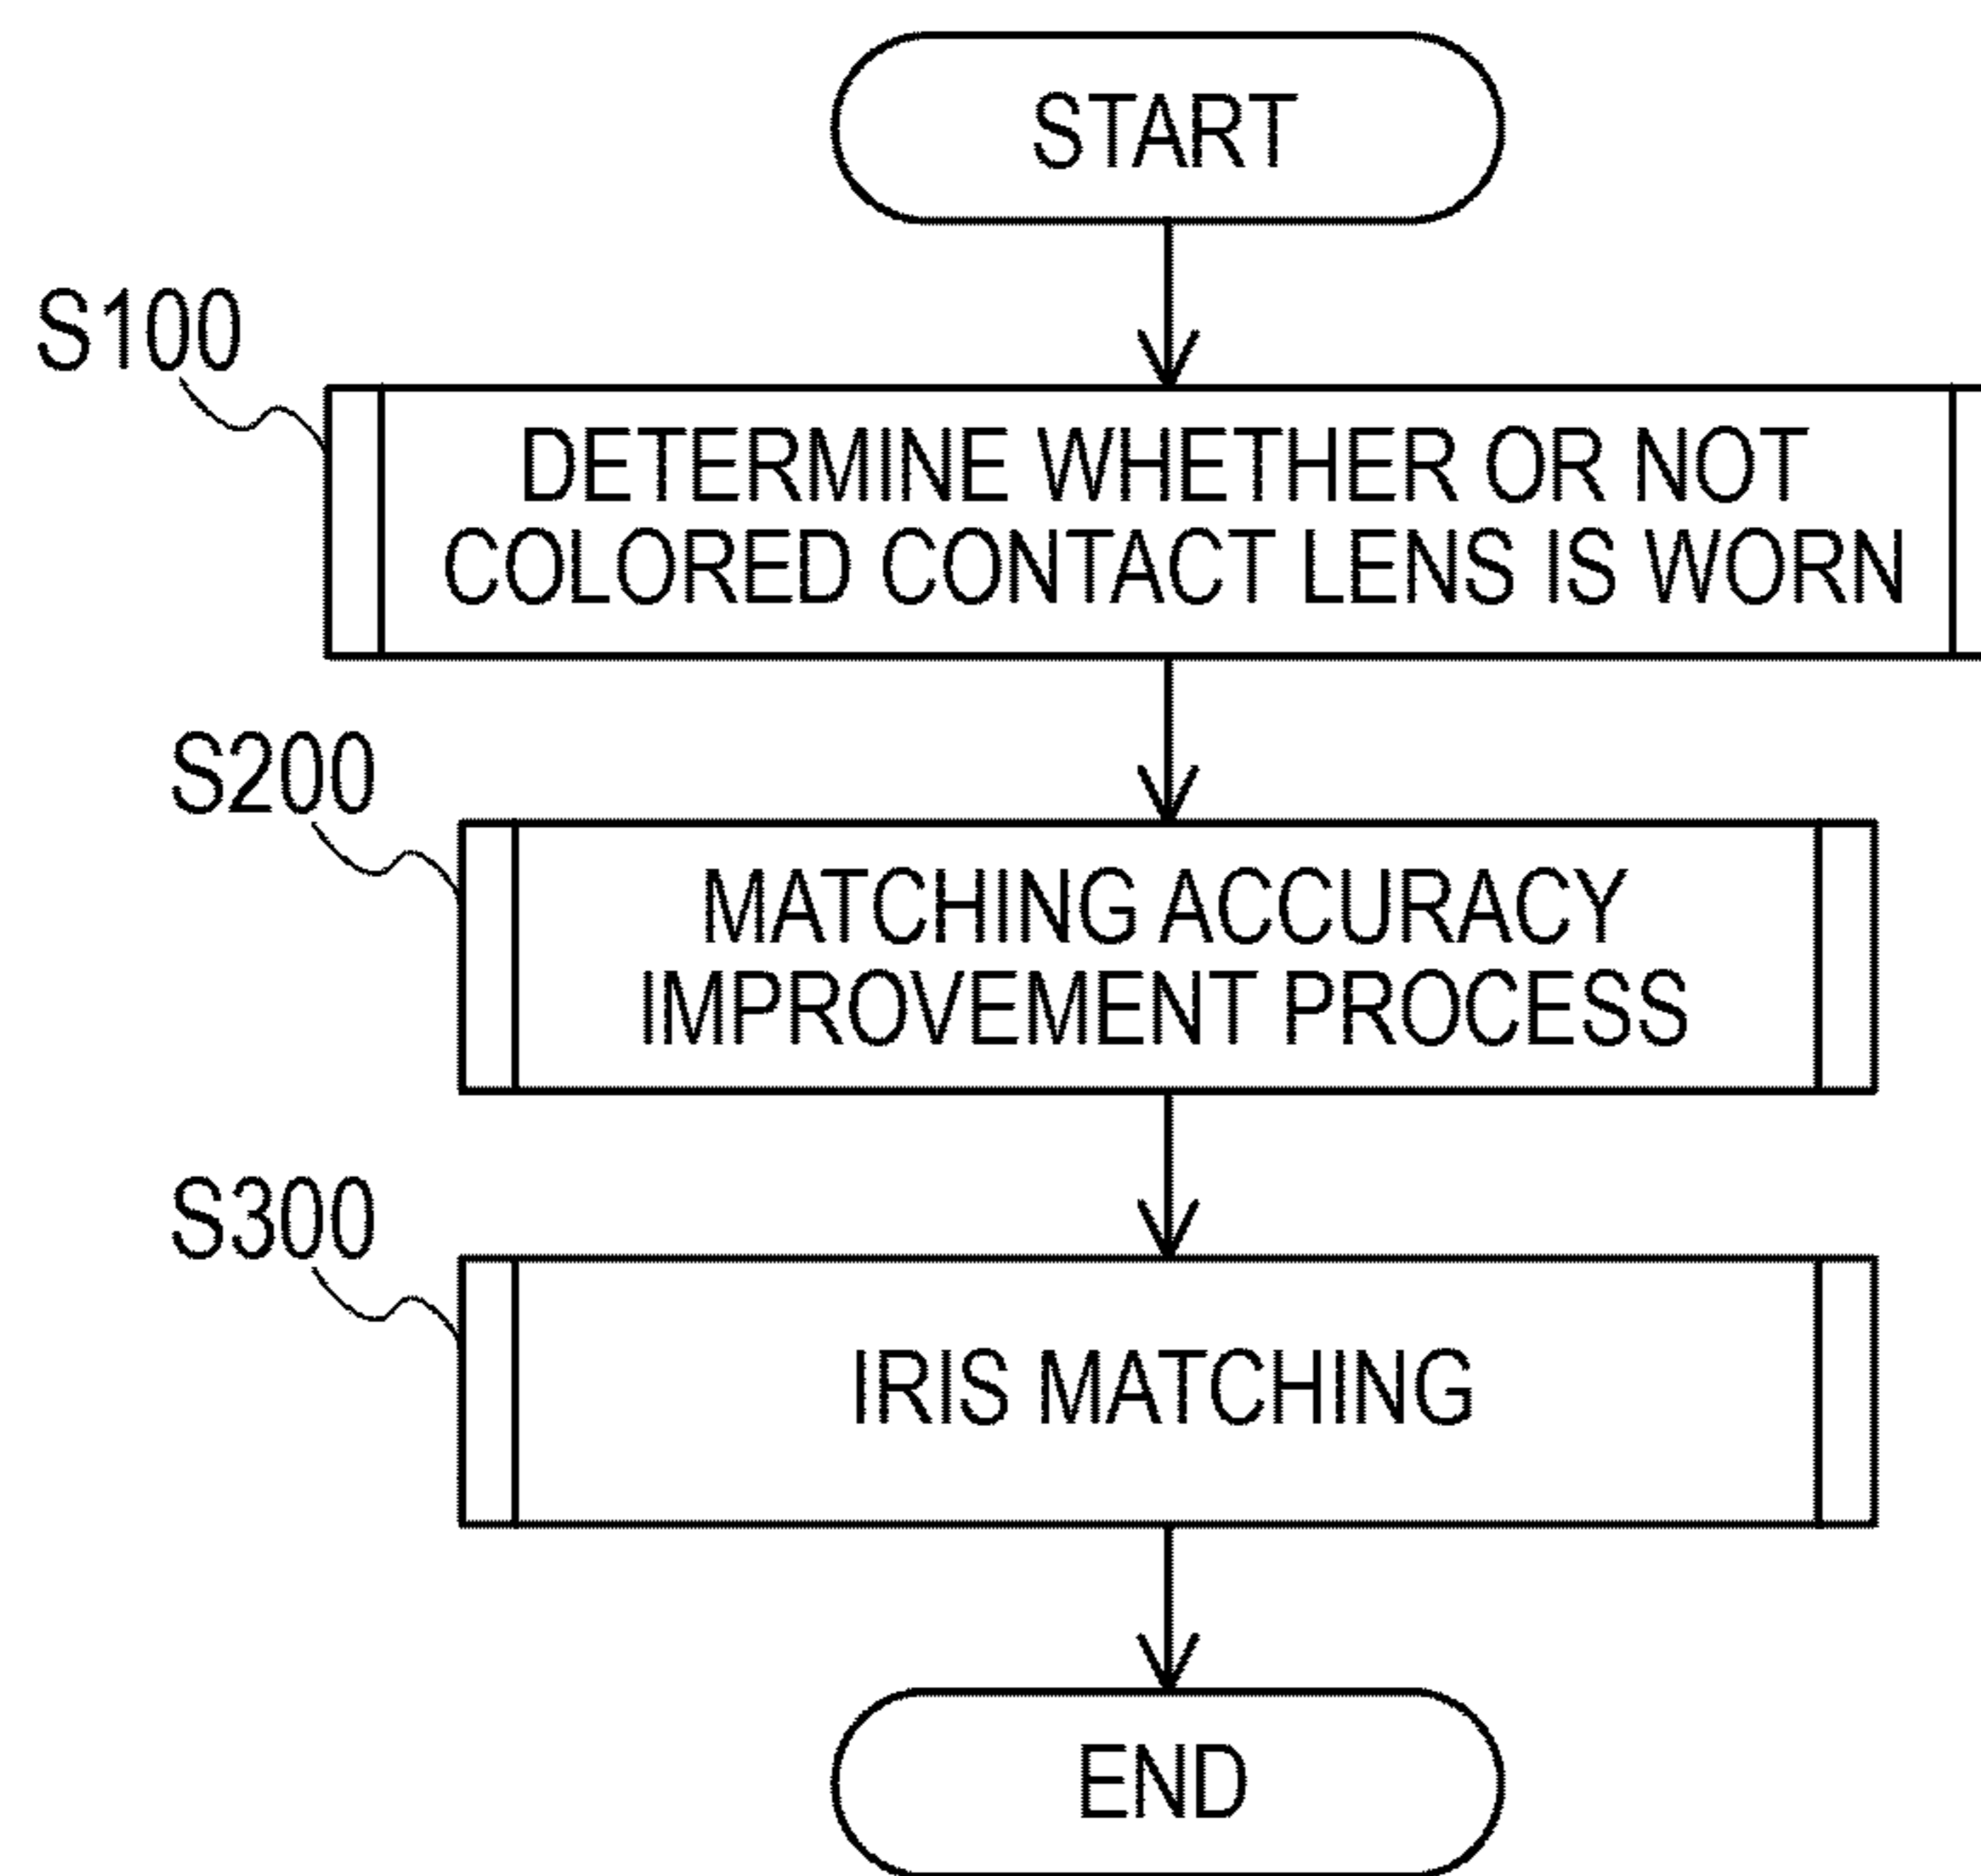 START
S100
DETERMINE WHETHER OR NOT
COLORED CONTACT LENS IS WORN
S200
MATCHING ACCURACY
IMPROVEMENT PROCESS
S300
IRIS MATCHING
END